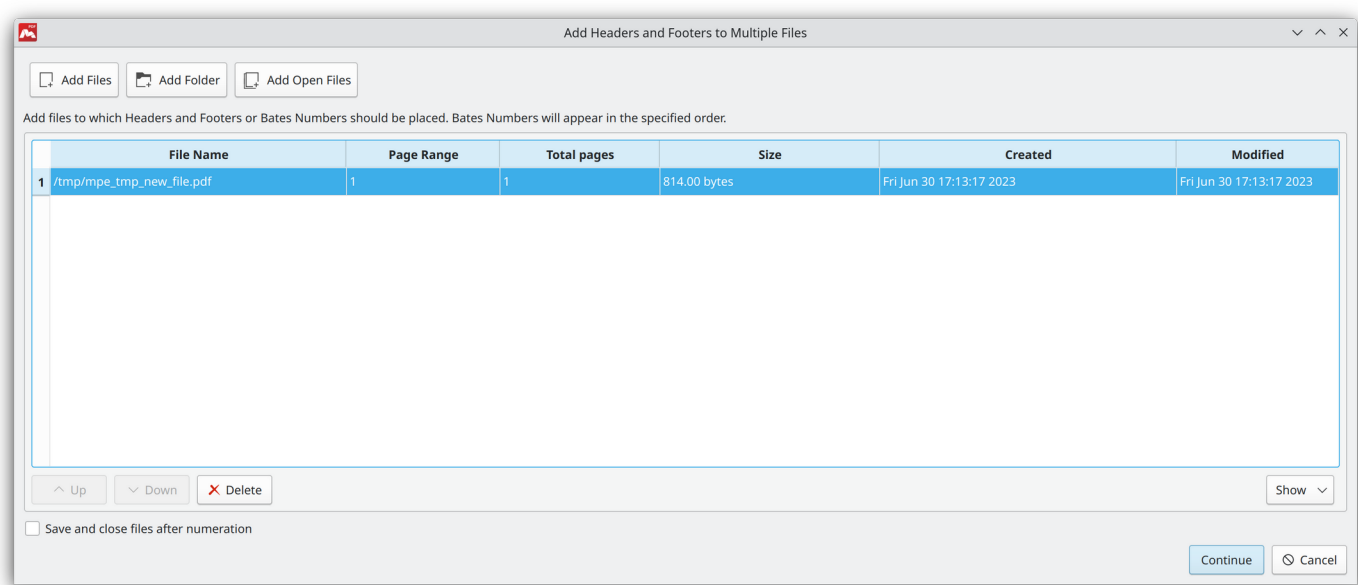 PDF
Add Headers and Footers to Multiple Files
Add Files Add Folder Add Open Files
Add files to which Headers and Footers or Bates Numbers should be placed. Bates Numbers will appear in the specified order.
File Name Page Range Total pages Size Created Modified
1 /tmp/mpe_tmp_new_file.pdf 1 1 814.00 bytes Fri Jun 30 17:13:17 2023 Fri Jun 30 17:13:17 2023
Up Down Delete Show
Save and close files after numeration
Continue Cancel